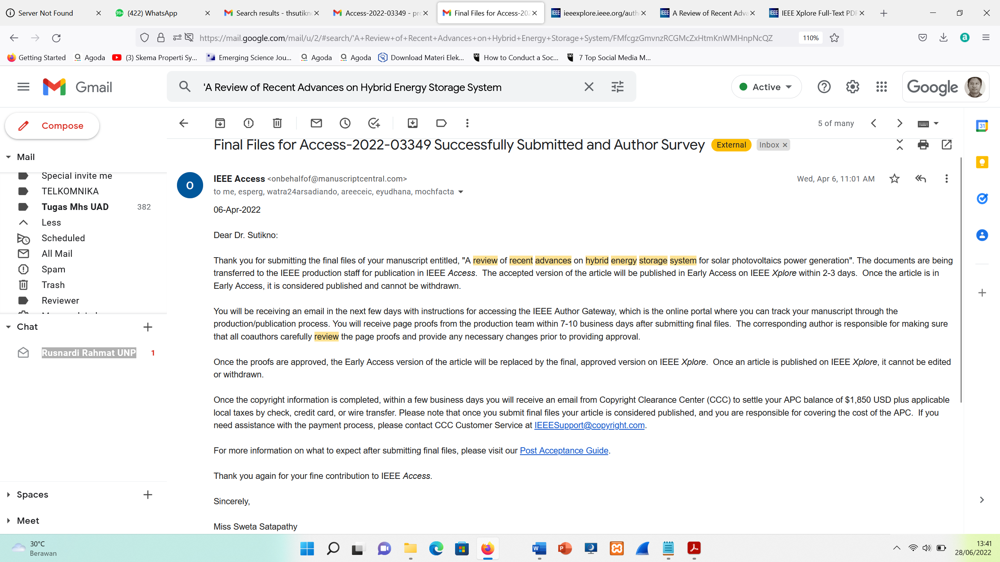 Server Not Found
(422) WhatsApp
Search results - thsutikn
Access-2022-03349 - pr
Final Files for Access-202
ieeexplore.ieee.org/auth
A Review of Recent Adva
IEEE Xplore Full-Text PDF
https://mail.google.com/mail/u/2/#search/'A+Review+of+Recent+Advances+on+Hybrid+Energy+Storage+System/FMfcgzGmvnzRCGMcZxHtmKnWMHnpNcQZ
110%
Getting Started
Agoda
(3) Skema Properti Sy...
Emerging Science Jou...
Agoda
Agoda
Download Materi Elek...
How to Conduct a Soc...
7 Top Social Media M...
Gmail
'A Review of Recent Advances on Hybrid Energy Storage System
Active
Google
Compose
5 of many
31
Mail
Special invite me
TELKOMNIKA
Tugas Mhs UAD 382
Less
Scheduled
All Mail
Spam
Trash
Reviewer
Chat
Rusnardi Rahmat UNP 1
Spaces
Meet
Final Files for Access-2022-03349 Successfully Submitted and Author Survey External Inbox
O
IEEE Access <onbehalfof@manuscriptcentral.com> Wed, Apr 6, 11:01 AM
to me, esperg, watra24arsadiando, areeceic, eyudhana, mochfacta
06-Apr-2022
Dear Dr. Sutikno:
Thank you for submitting the final files of your manuscript entitled, "A review of recent advances on hybrid energy storage system for solar photovoltaics power generation". The documents are being
transferred to the IEEE production staff for publication in IEEE Access. The accepted version of the article will be published in Early Access on IEEE Xplore within 2-3 days. Once the article is in
Early Access, it is considered published and cannot be withdrawn.
You will be receiving an email in the next few days with instructions for accessing the IEEE Author Gateway, which is the online portal where you can track your manuscript through the
production/publication process. You will receive page proofs from the production team within 7-10 business days after submitting final files. The corresponding author is responsible for making sure
that all coauthors carefully review the page proofs and provide any necessary changes prior to providing approval.
Once the proofs are approved, the Early Access version of the article will be replaced by the final, approved version on IEEE Xplore. Once an article is published on IEEE Xplore, it cannot be edited
or withdrawn.
Once the copyright information is completed, within a few business days you will receive an email from Copyright Clearance Center (CCC) to settle your APC balance of $1,850 USD plus applicable
local taxes by check, credit card, or wire transfer. Please note that once you submit final files your article is considered published, and you are responsible for covering the cost of the APC. If you
need assistance with the payment process, please contact CCC Customer Service at IEEESupport@copyright.com.
For more information on what to expect after submitting final files, please visit our Post Acceptance Guide.
Thank you again for your fine contribution to IEEE Access.
Sincerely,
Miss Sweta Satapathy
30°C
Berawan
13:41
28/06/2022